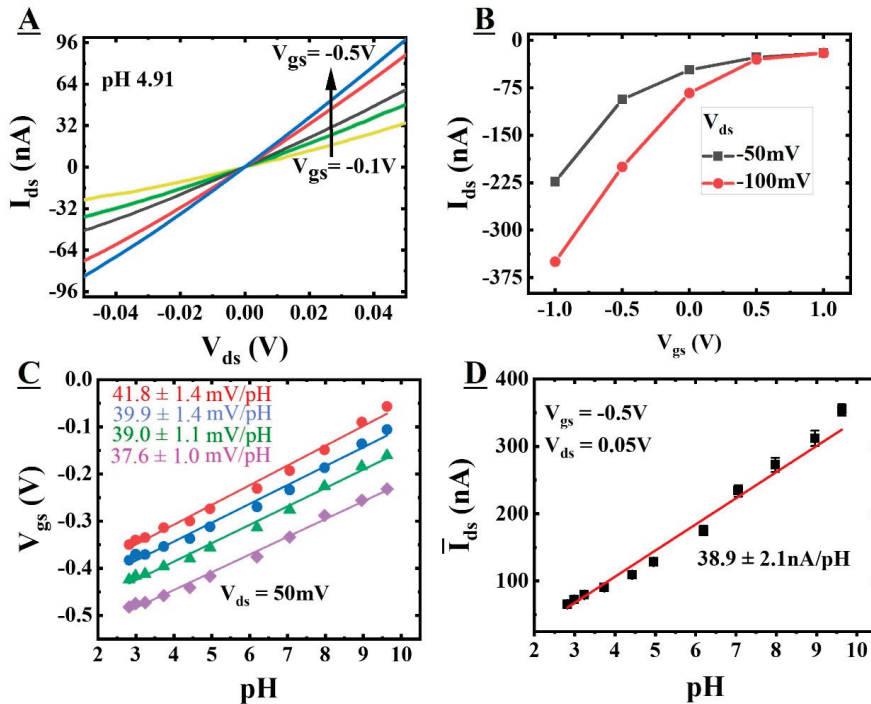 A
pH 4.91
Vgs= -0.5V
Vgs= -0.1V
96
64
32
0
-32
-64
-96
Ids (nA)
-0.04 -0.02 0.00 0.02 0.04
Vds (V)
B
0
-75
-150
-225
-300
-375
Ids (nA)
Vds
-50mV
-100mV
-1.0 -0.5 0.0 0.5 1.0
Vgs (V)
C
41.8 ± 1.4 mV/pH
39.9 ± 1.4 mV/pH
39.0 ± 1.1 mV/pH
37.6 ± 1.0 mV/pH
0.0
-0.1
-0.2
-0.3
-0.4
-0.5
Vgs (V)
Vds = 50mV
2 3 4 5 6 7 8 9 10
pH
D
Vgs = -0.5V
Vds = 0.05V
400
300
200
100
I̅ds (nA)
38.9 ± 2.1nA/pH
2 3 4 5 6 7 8 9 10
pH